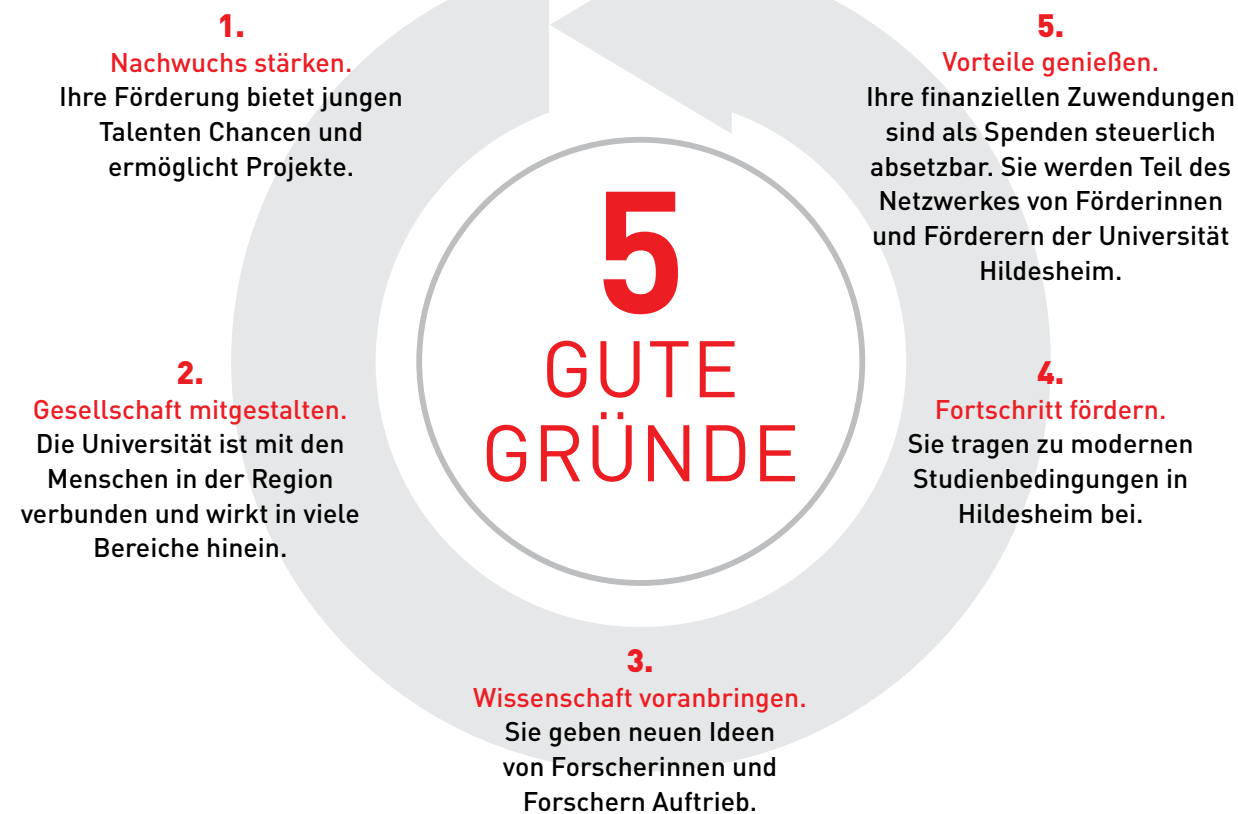 5
GUTE
GRÜNDE
1.
Nachwuchs stärken.
Ihre Förderung bietet jungen
Talenten Chancen und
ermöglicht Projekte.
2.
Gesellschaft mitgestalten.
Die Universität ist mit den
Menschen in der Region
verbunden und wirkt in viele
Bereiche hinein.
3.
Wissenschaft voranbringen.
Sie geben neuen Ideen
von Forscherinnen und
Forschern Auftrieb.
4.
Fortschritt fördern.
Sie tragen zu modernen
Studienbedingungen in
Hildesheim bei.
5.
Vorteile genießen.
Ihre finanziellen Zuwendungen
sind als Spenden steuerlich
absetzbar. Sie werden Teil des
Netzwerkes von Förderinnen
und Förderern der Universität
Hildesheim.